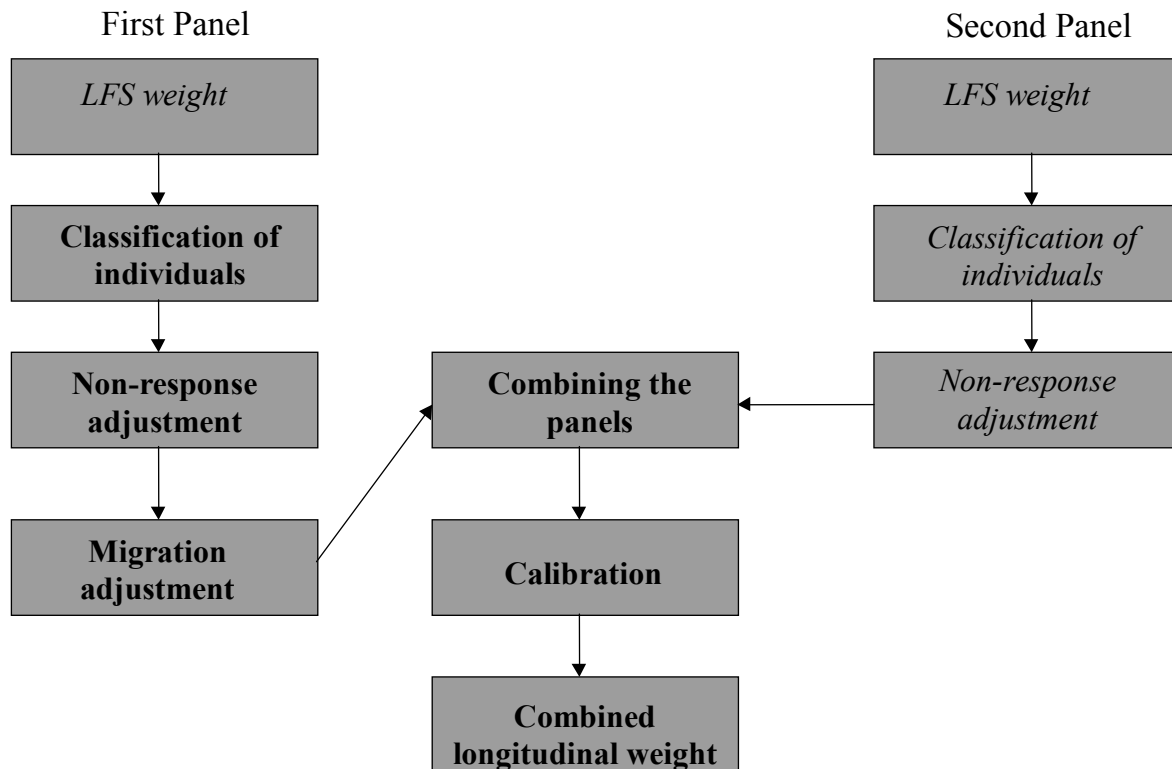 First Panel
Second Panel
LFS weight
LFS weight
Classification of
individuals
Classification of
individuals
Non-response
adjustment
Combining the
panels
Non-response
adjustment
Migration
adjustment
Calibration
Combined
longitudinal weight